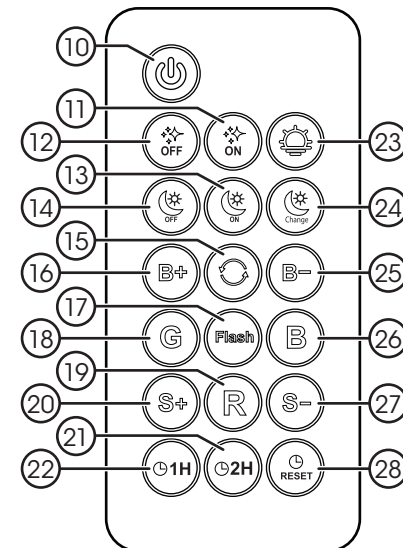 10
11
12 OFF ON 23
13
14 OFF ON Change 24
15
16 B+ B- 25
17
18 G Flash B 26
19
20 S+ R S- 27
21
22 1H 2H RESET 28